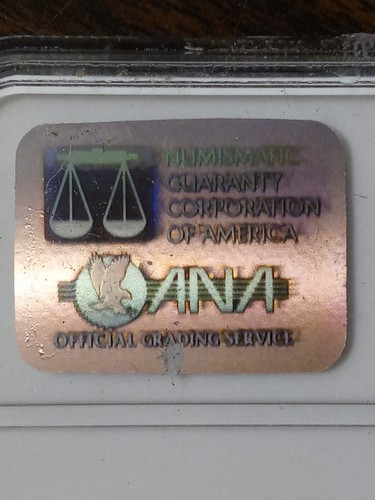 NUMISMATIC
GUARANTY
CORPORATION
OF AMERICA
ANA
OFFICIAL GRADING SERVICE